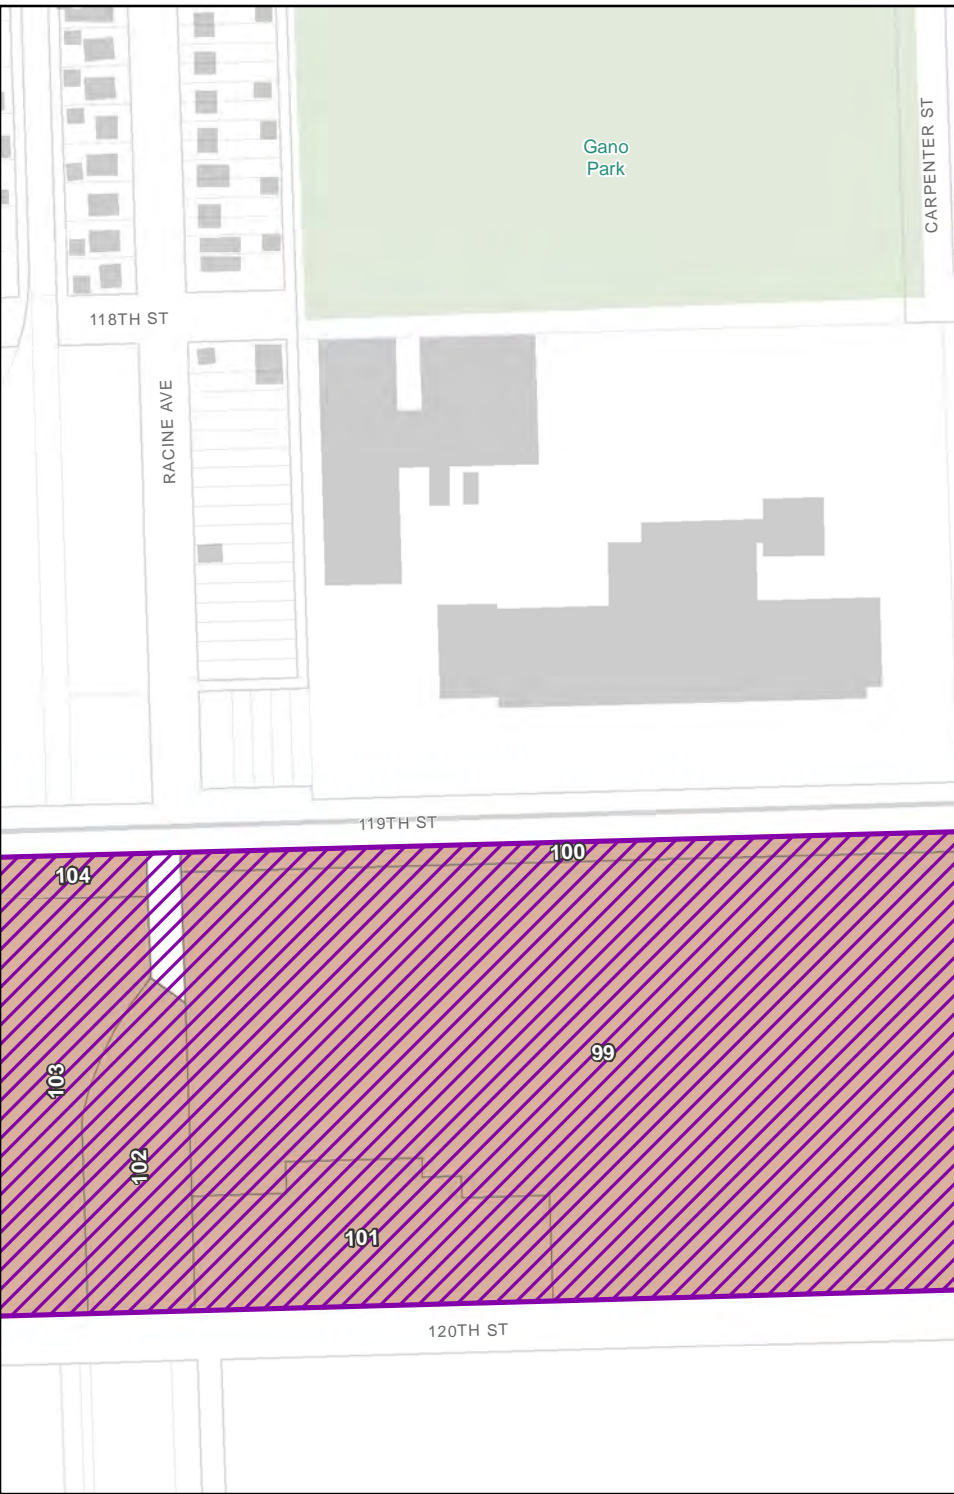 Gano
Park
CARPENTER ST
118TH ST
RACINE AVE
119TH ST
100
104
99
103
102
101
120TH ST